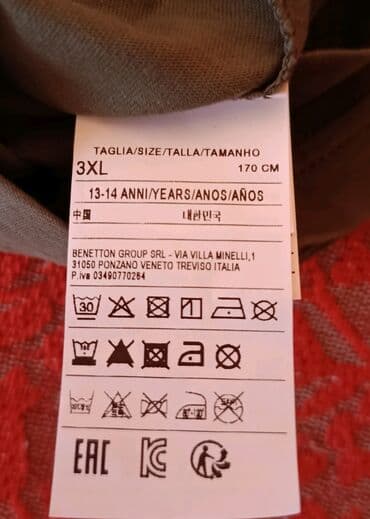 TAGLIA/SIZE/TALLA/TAMANHO
3XL 170 CM
13-14 ANNI/YEARS/ANOS/AÑOS
中国 대한민국
BENETTON GROUP SRL - VIA VILLA MINELLI,1
31050 PONZANO VENETO TREVISO ITALIA
P.iva 03490770264
30
EAC KC